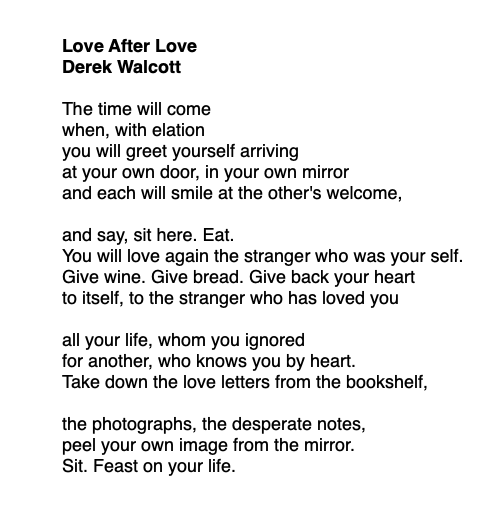 Love After Love
Derek Walcott
The time will come
when, with elation
you will greet yourself arriving
at your own door, in your own mirror
and each will smile at the other's welcome,
and say, sit here. Eat.
You will love again the stranger who was your self.
Give wine. Give bread. Give back your heart
to itself, to the stranger who has loved you
all your life, whom you ignored
for another, who knows you by heart.
Take down the love letters from the bookshelf,
the photographs, the desperate notes,
peel your own image from the mirror.
Sit. Feast on your life.